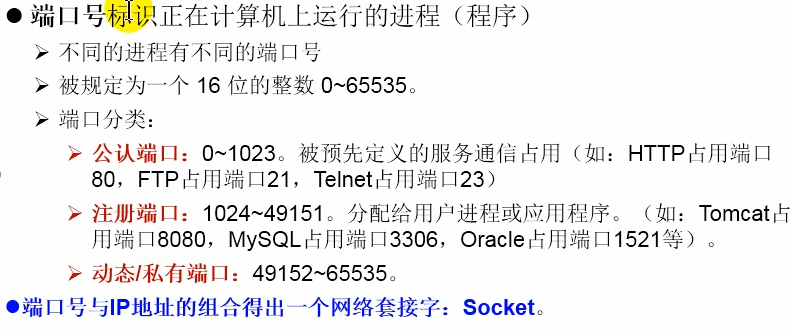 端口号标识正在计算机上运行的进程（程序）
不同的进程有不同的端口号
被规定为一个 16 位的整数 0~65535。
端口分类：
公认端口：0~1023。被预先定义的服务通信占用（如：HTTP占用端口
80，FTP占用端口21，Telnet占用端口23）
注册端口：1024~49151。分配给用户进程或应用程序。（如：Tomcat占
用端口8080，MySQL占用端口3306，Oracle占用端口1521等）。
动态/私有端口：49152~65535。
端口号与IP地址的组合得出一个网络套接字：Socket。